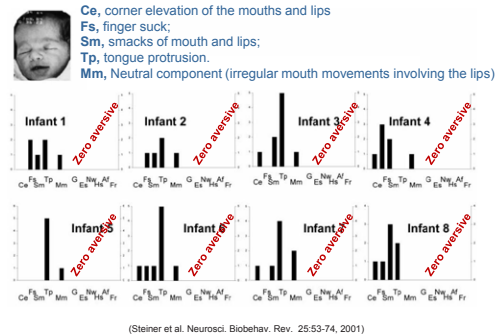 Ce, corner elevation of the mouths and lips
Fs, finger suck;
Sm, smacks of mouth and lips;
Tp, tongue protrusion.
Mm, Neutral component (irregular mouth movements involving the lips)
Infant 1
Zero aversive
Ce Fs Sm Tp Mm G Es Nw Hs Af Fr
Infant 2
Zero aversive
Ce Fs Sm Tp Mm G Es Nw Hs Af Fr
Infant 3
Zero aversive
Ce Fs Sm Tp Mm G Es Nw Hs Af Fr
Infant 4
Zero aversive
Ce Fs Sm Tp Mm G Es Nw Hs Af Fr
Infant 5
Zero aversive
Ce Fs Sm Tp Mm G Es Nw Hs Af Fr
Infant 6
Zero aversive
Ce Fs Sm Tp Mm G Es Nw Hs Af Fr
Infant 7
Zero aversive
Ce Fs Sm Tp Mm G Es Nw Hs Af Fr
Infant 8
Zero aversive
Ce Fs Sm Tp Mm G Es Nw Hs Af Fr
(Steiner et al. Neurosci. Biobehav. Rev. 25:53-74, 2001)